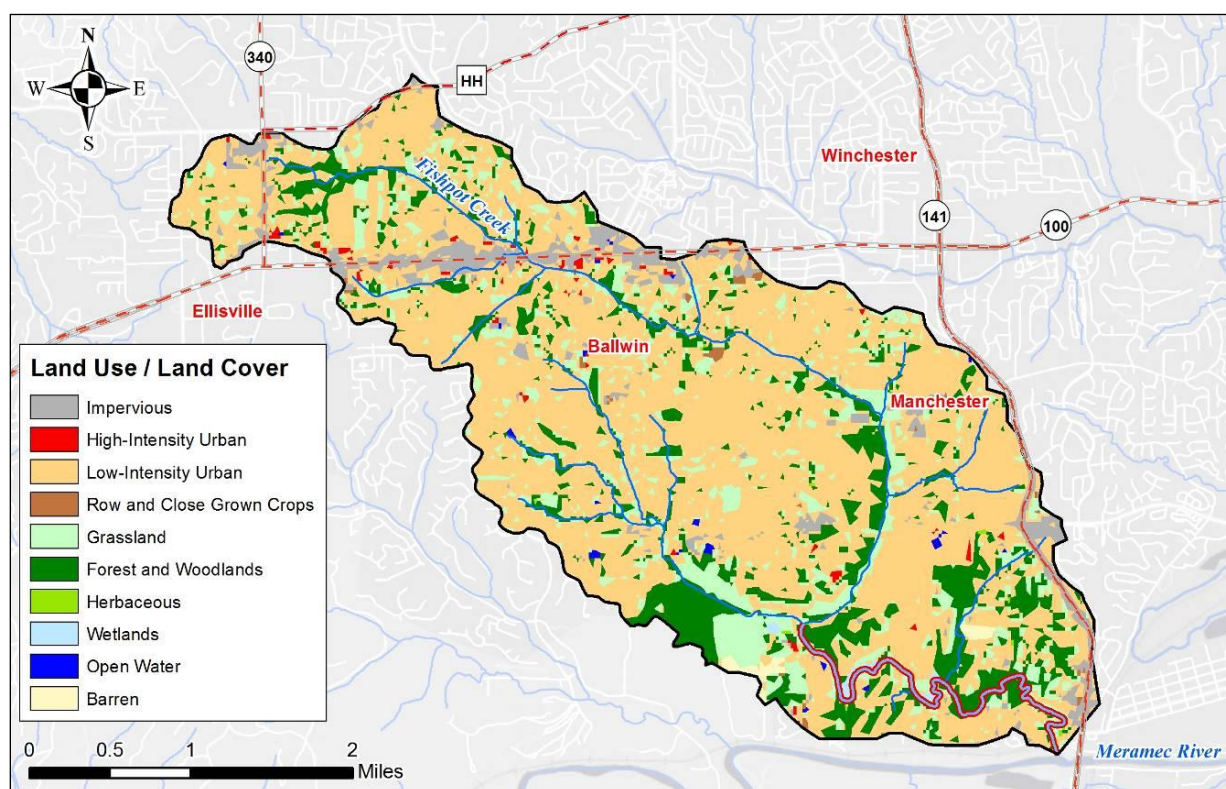 N
W E
S
340
HH
Winchester
Fishpot Creek
141
100
Ellisville
Ballwin
Manchester
Land Use / Land Cover
Impervious
High-Intensity Urban
Low-Intensity Urban
Row and Close Grown Crops
Grassland
Forest and Woodlands
Herbaceous
Wetlands
Open Water
Barren
0 0.5 1 2
Miles
Meramec River